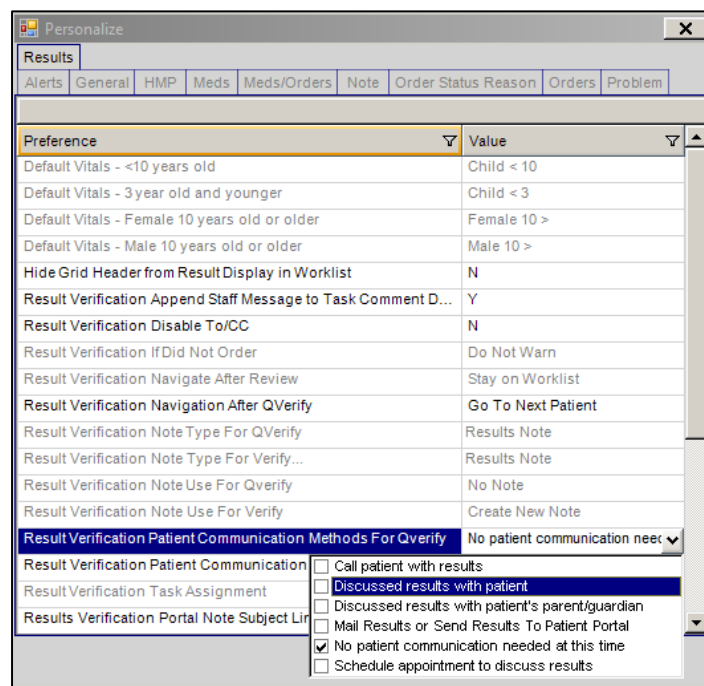 Personalize
Results
Alerts General HMP Meds Meds/Orders Note Order Status Reason Orders Problem
Preference Value
Default Vitals - <10 years old Child < 10
Default Vitals - 3 year old and younger Child < 3
Default Vitals - Female 10 years old or older Female 10 >
Default Vitals - Male 10 years old or older Male 10 >
Hide Grid Header from Result Display in Worklist N
Result Verification Append Staff Message to Task Comment D... Y
Result Verification Disable To/CC N
Result Verification If Did Not Order Do Not Warn
Result Verification Navigate After Review Stay on Worklist
Result Verification Navigation After QVerify Go To Next Patient
Result Verification Note Type For QVerify Results Note
Result Verification Note Type For Verify... Results Note
Result Verification Note Use For Qverify No Note
Result Verification Note Use For Verify Create New Note
Result Verification Patient Communication Methods For Qverify No patient communication need
Result Verification Patient Communication
Call patient with results
Discussed results with patient
Result Verification Task Assignment
Discussed results with patient's parent/guardian
Results Verification Portal Note Subject Lin
Mail Results or Send Results To Patient Portal
No patient communication needed at this time
Schedule appointment to discuss results